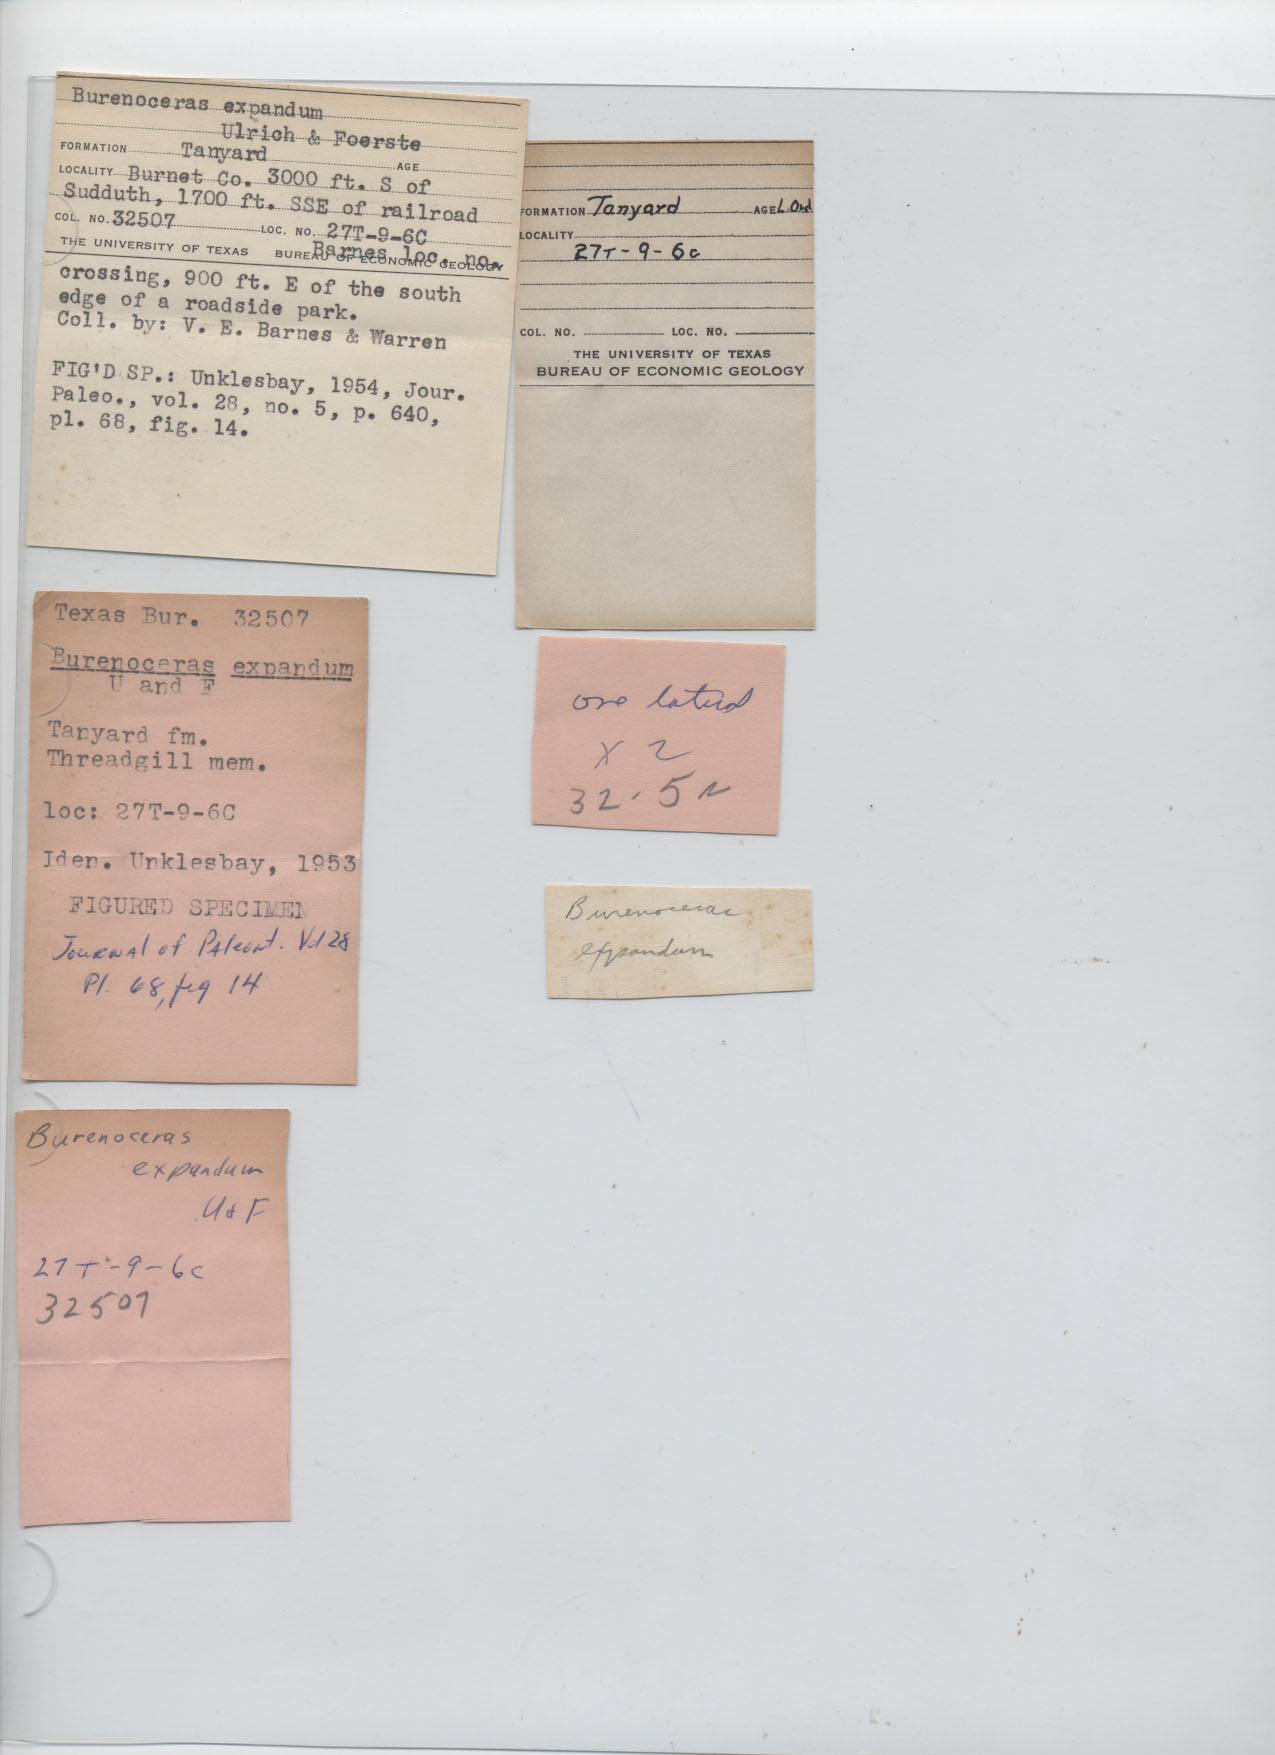 Burenoceras expandum
Ulrich & Foerste
FORMATION Tanyard AGE
LOCALITY Burnet Co. 3000 ft. S of
Sudduth, 1700 ft. SSE of railroad
COL. NO. 32507 LOC. NO. 27T-9-6C
Barnes loc. no.
THE UNIVERSITY OF TEXAS BUREAU OF ECONOMIC GEOLOGY
crossing, 900 ft. E of the south
edge of a roadside park.
Coll. by: V. E. Barnes & Warren
FIG'D SP.: Unklesbay, 1954, Jour.
Paleo., vol. 28, no. 5, p. 640,
pl. 68, fig. 14.
FORMATION Tanyard AGE L Ord
LOCALITY
27T-9-6c
COL. NO. LOC. NO.
THE UNIVERSITY OF TEXAS
BUREAU OF ECONOMIC GEOLOGY
Texas Bur. 32507
Burenoceras expandum
U and F
Tanyard fm.
Threadgill mem.
loc: 27T-9-6C
Iden. Unklesbay, 1953
FIGURED SPECIMEN
Journal of Paleont. Vol 28
Pl. 68, fig 14
one lateral
x 2
Burenoceras
expandum
Burenoceras
expandum
U & F
27T-9-6c
32507